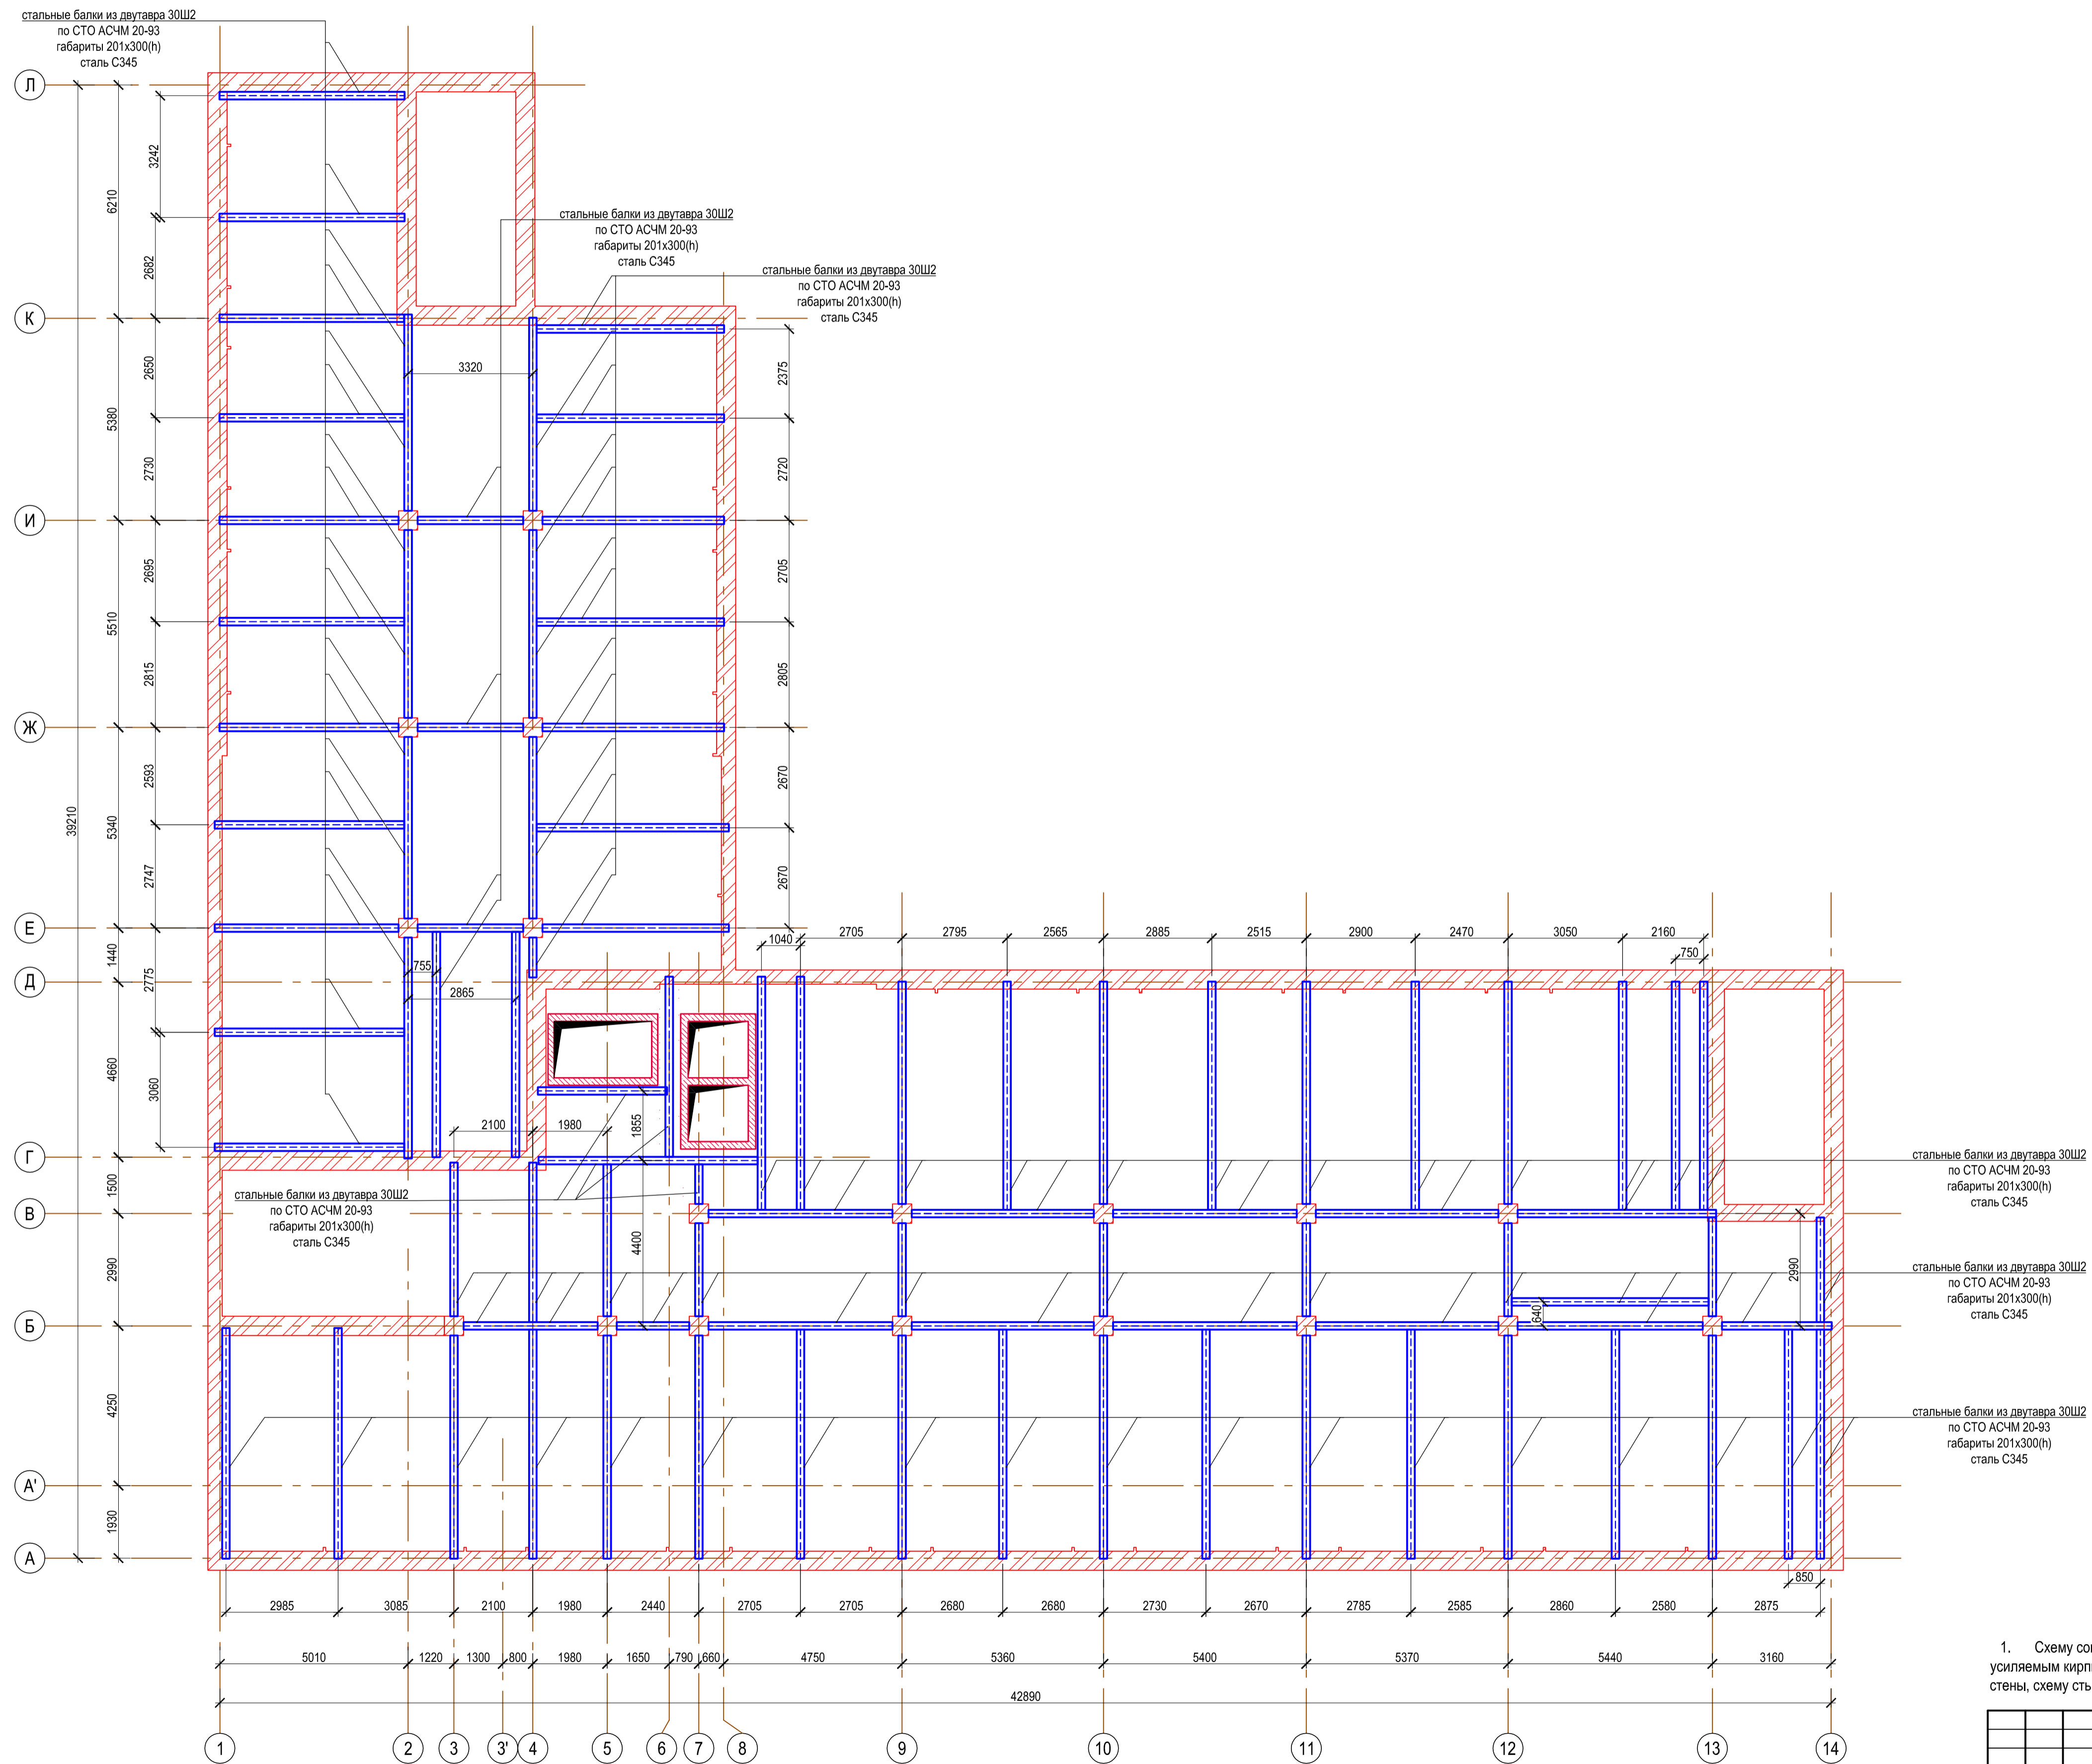 стальные балки из двутавра 30Ш2
по СТО АСЧМ 20-93
габариты 201х300(h)
сталь С345
Л
3242
6210
стальные балки из двутавра 30Ш2
по СТО АСЧМ 20-93
габариты 201х300(h)
сталь С345
2682
стальные балки из двутавра 30Ш2
по СТО АСЧМ 20-93
габариты 201х300(h)
сталь С345
К
2650
5380
3320
2375
2730
2720
И
2695
5510
2705
2815
2805
Ж
2593
39210
5340
2670
2747
2670
Е
2705
2795
2565
2885
2515
2900
2470
3050
2160
1040
750
1440
2775
755
Д
2865
4660
3060
2100
1980
1855
Г
стальные балки из двутавра 30Ш2
по СТО АСЧМ 20-93
габариты 201х300(h)
сталь С345
1500
стальные балки из двутавра 30Ш2
по СТО АСЧМ 20-93
габариты 201х300(h)
сталь С345
В
4400
2990
2990
стальные балки из двутавра 30Ш2
по СТО АСЧМ 20-93
габариты 201х300(h)
сталь С345
640
Б
4250
стальные балки из двутавра 30Ш2
по СТО АСЧМ 20-93
габариты 201х300(h)
сталь С345
А'
1930
А
850
2985
3085
2100
1980
2440
2705
2705
2680
2680
2730
2670
2785
2585
2860
2580
2875
5010
1220
1300
800
1980
1650
790
660
4750
5360
5400
5370
5440
3160
42890
1. Схему
усиляемым
стены, схему
1
2
3
3'
4
5
6
7
8
9
10
11
12
13
14